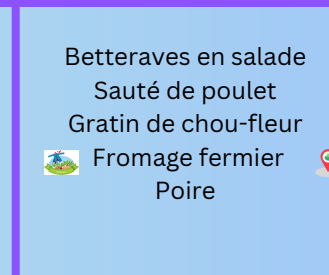 Betteraves en salade
Sauté de poulet
Gratin de chou-fleur
Fromage fermier
Poire